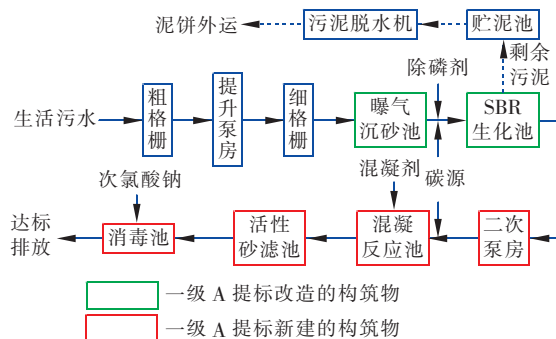 泥饼外运
污泥脱水机
贮泥池
剩余
污泥
除磷剂
生活污水
粗格栅
提升泵房
细格栅
曝气
沉砂池
SBR
生化池
次氯酸钠
混凝剂
碳源
达标
排放
消毒池
活性
砂滤池
混凝
反应池
二次
泵房
一级 A 提标改造的构筑物
一级 A 提标新建的构筑物